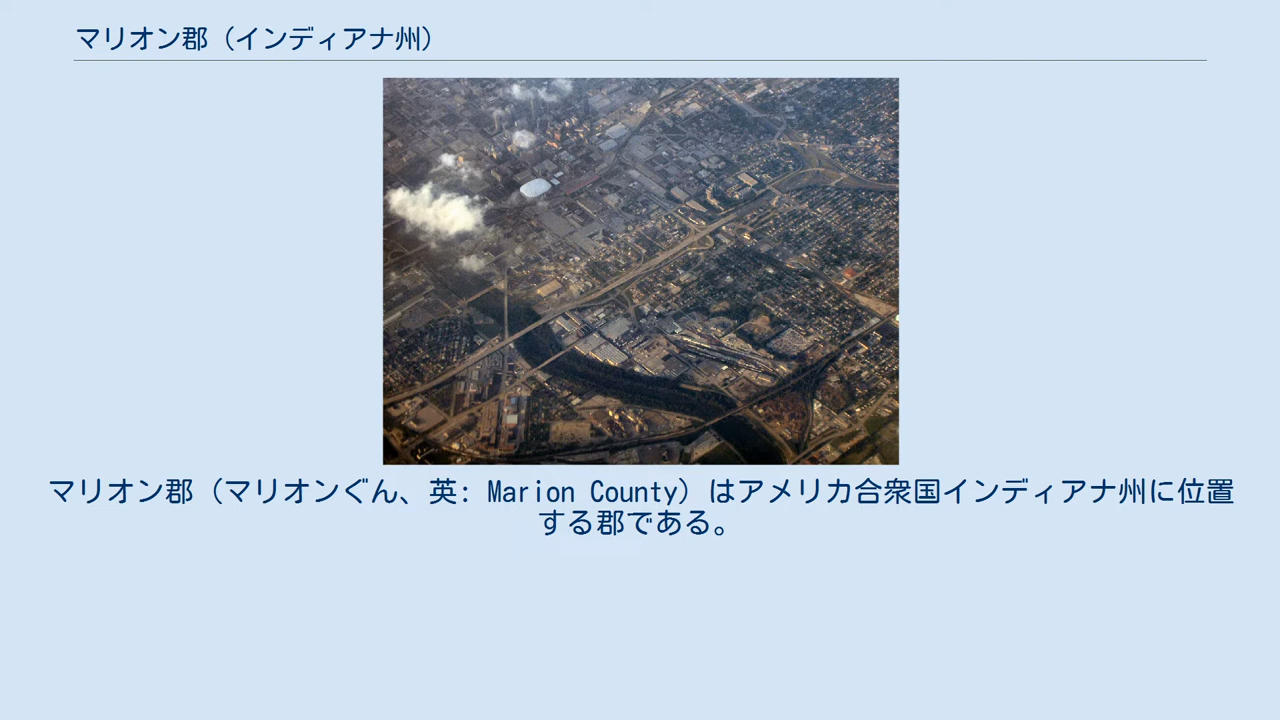 マリオン郡（インディアナ州）
マリオン郡（マリオンぐん、英: Marion County）はアメリカ合衆国インディアナ州に位置
する郡である。